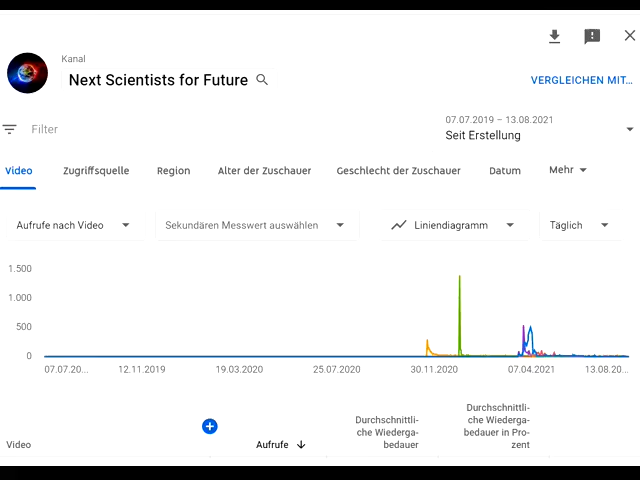 Kanal
Next Scientists for Future
VERGLEICHEN MIT...
07.07.2019 – 13.08.2021
Filter
Seit Erstellung
Video Zugriffsquelle Region Alter der Zuschauer Geschlecht der Zuschauer Datum Mehr
Aufrufe nach Video Sekundären Messwert auswählen Liniendiagramm Täglich
1.500
1.000
500
0
07.07.20... 12.11.2019 19.03.2020 25.07.2020 30.11.2020 07.04.2021 13.08.20...
Video
Aufrufe
Durchschnittli-
che Wiederga-
bedauer
Durchschnittli-
che Wiederga-
bedauer in Pro-
zent